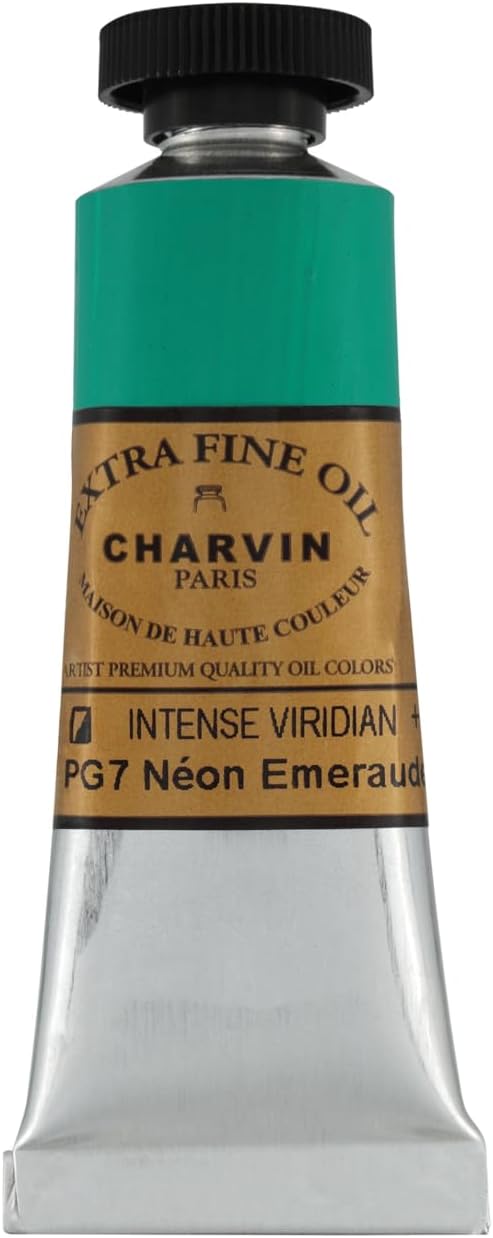 EXTRA FINE OIL
CHARVIN
PARIS
MAISON DE HAUTE COULEUR
ARTIST PREMIUM QUALITY OIL COLORS
INTENSE VIRIDIAN +
PG7 Néon Emeraude